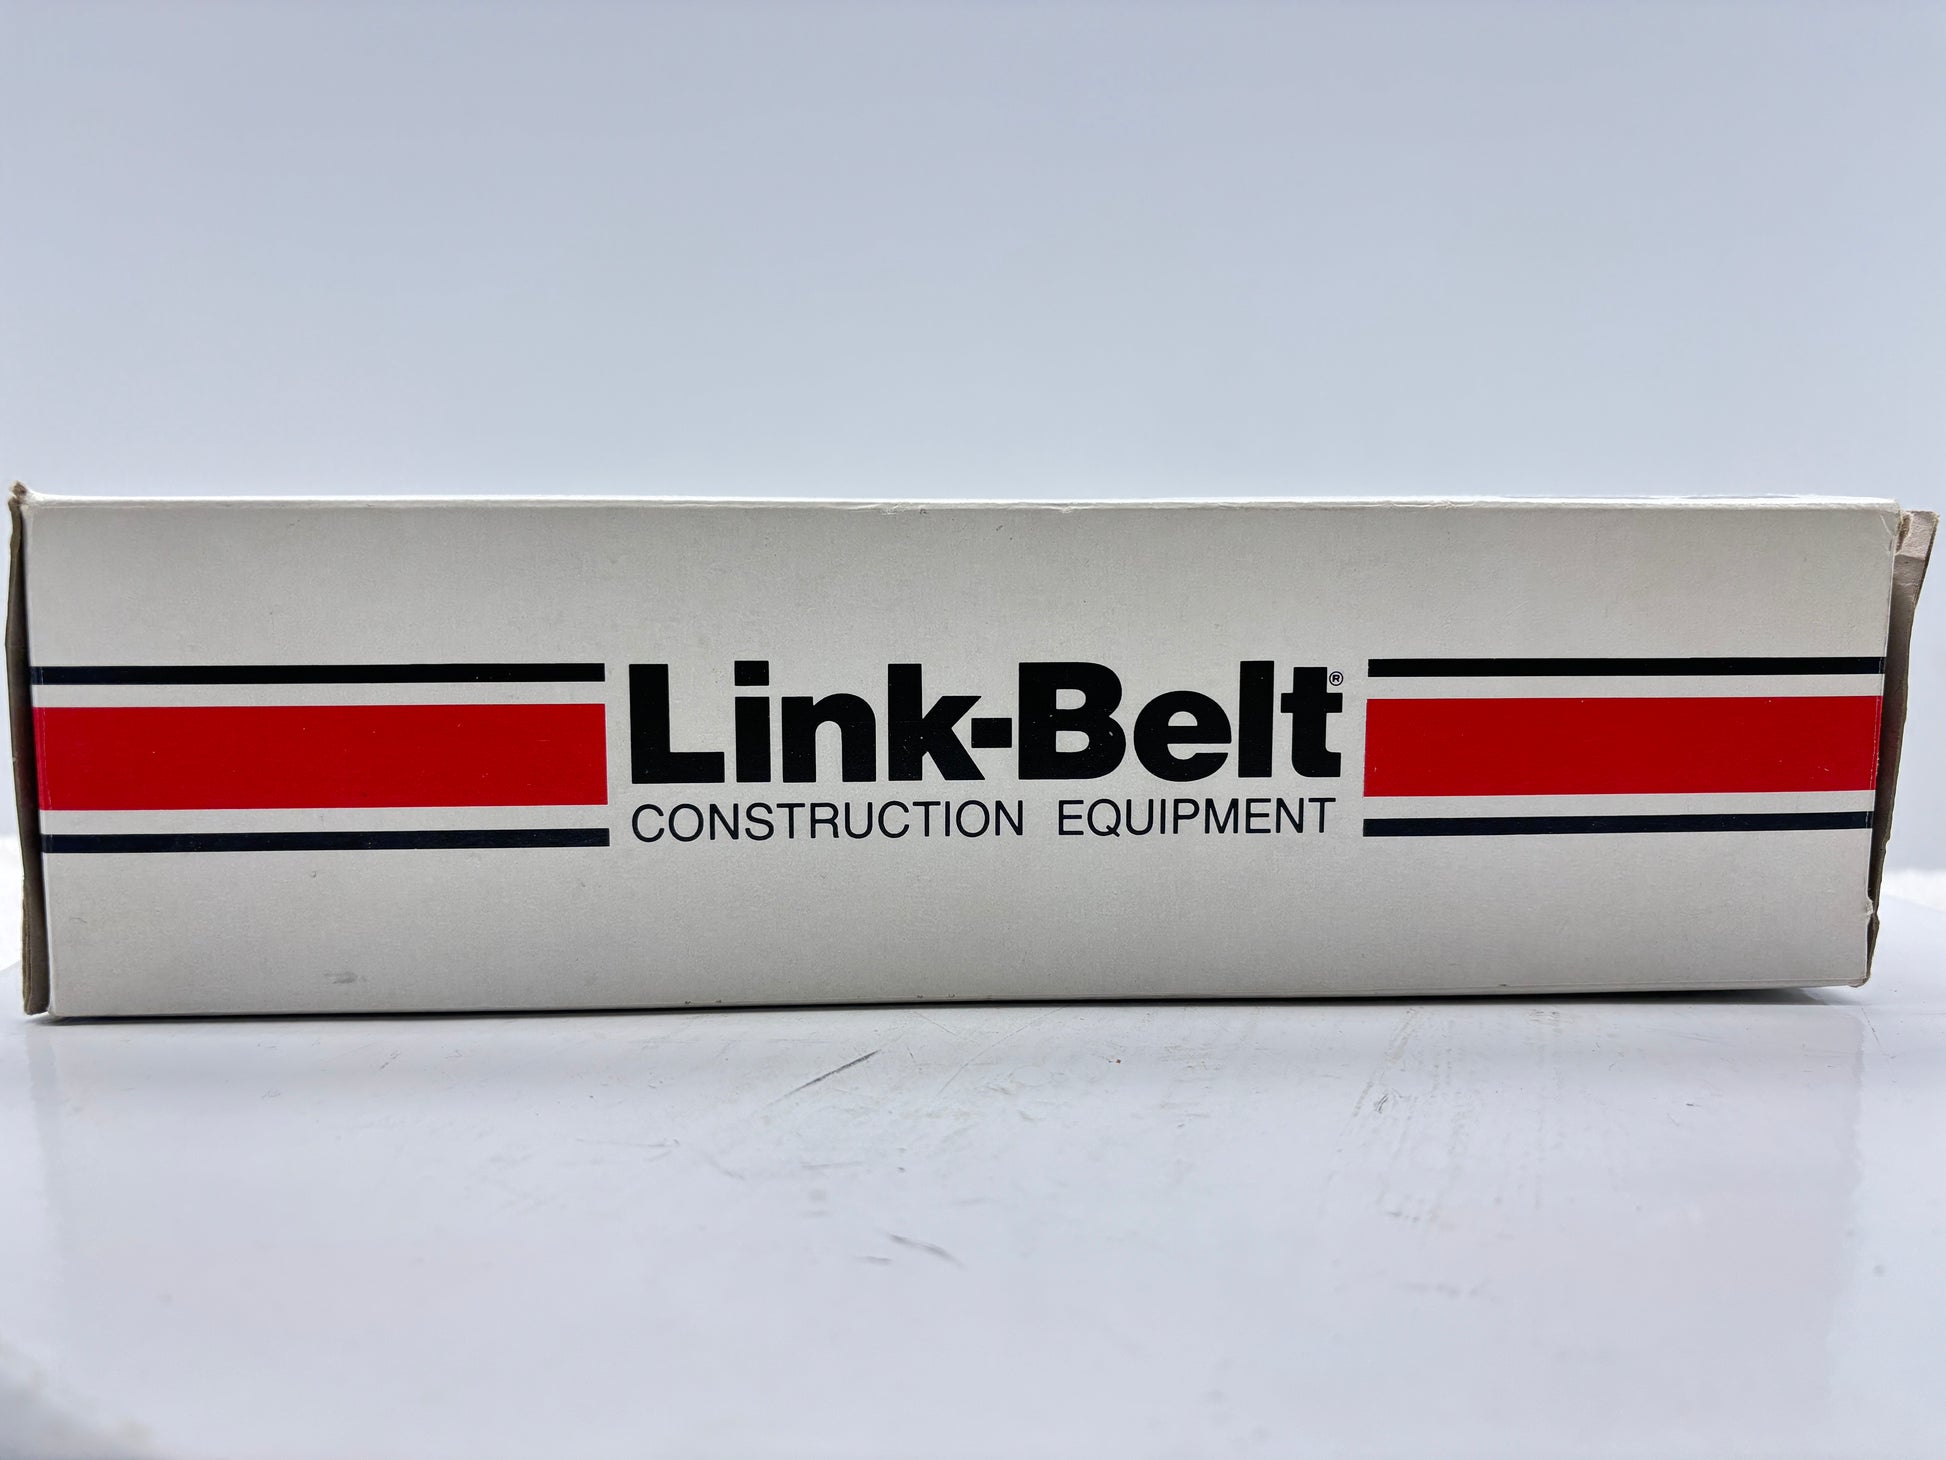 Link-Belt®
CONSTRUCTION EQUIPMENT